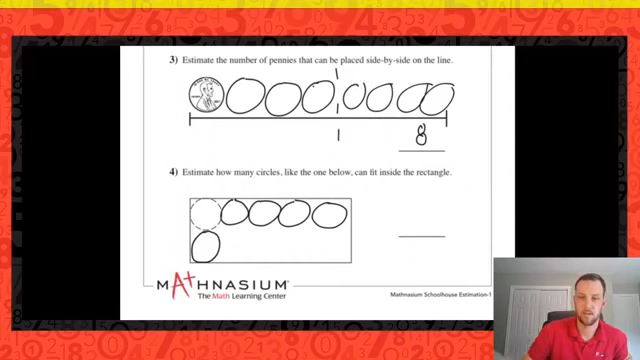 3) Estimate the number of pennies that can be placed side-by-side on the line.
8
4) Estimate how many circles, like the one below, can fit inside the rectangle.
MATHNASIUM®
The Math Learning Center
Mathnasium Schoolhouse Estimation-1